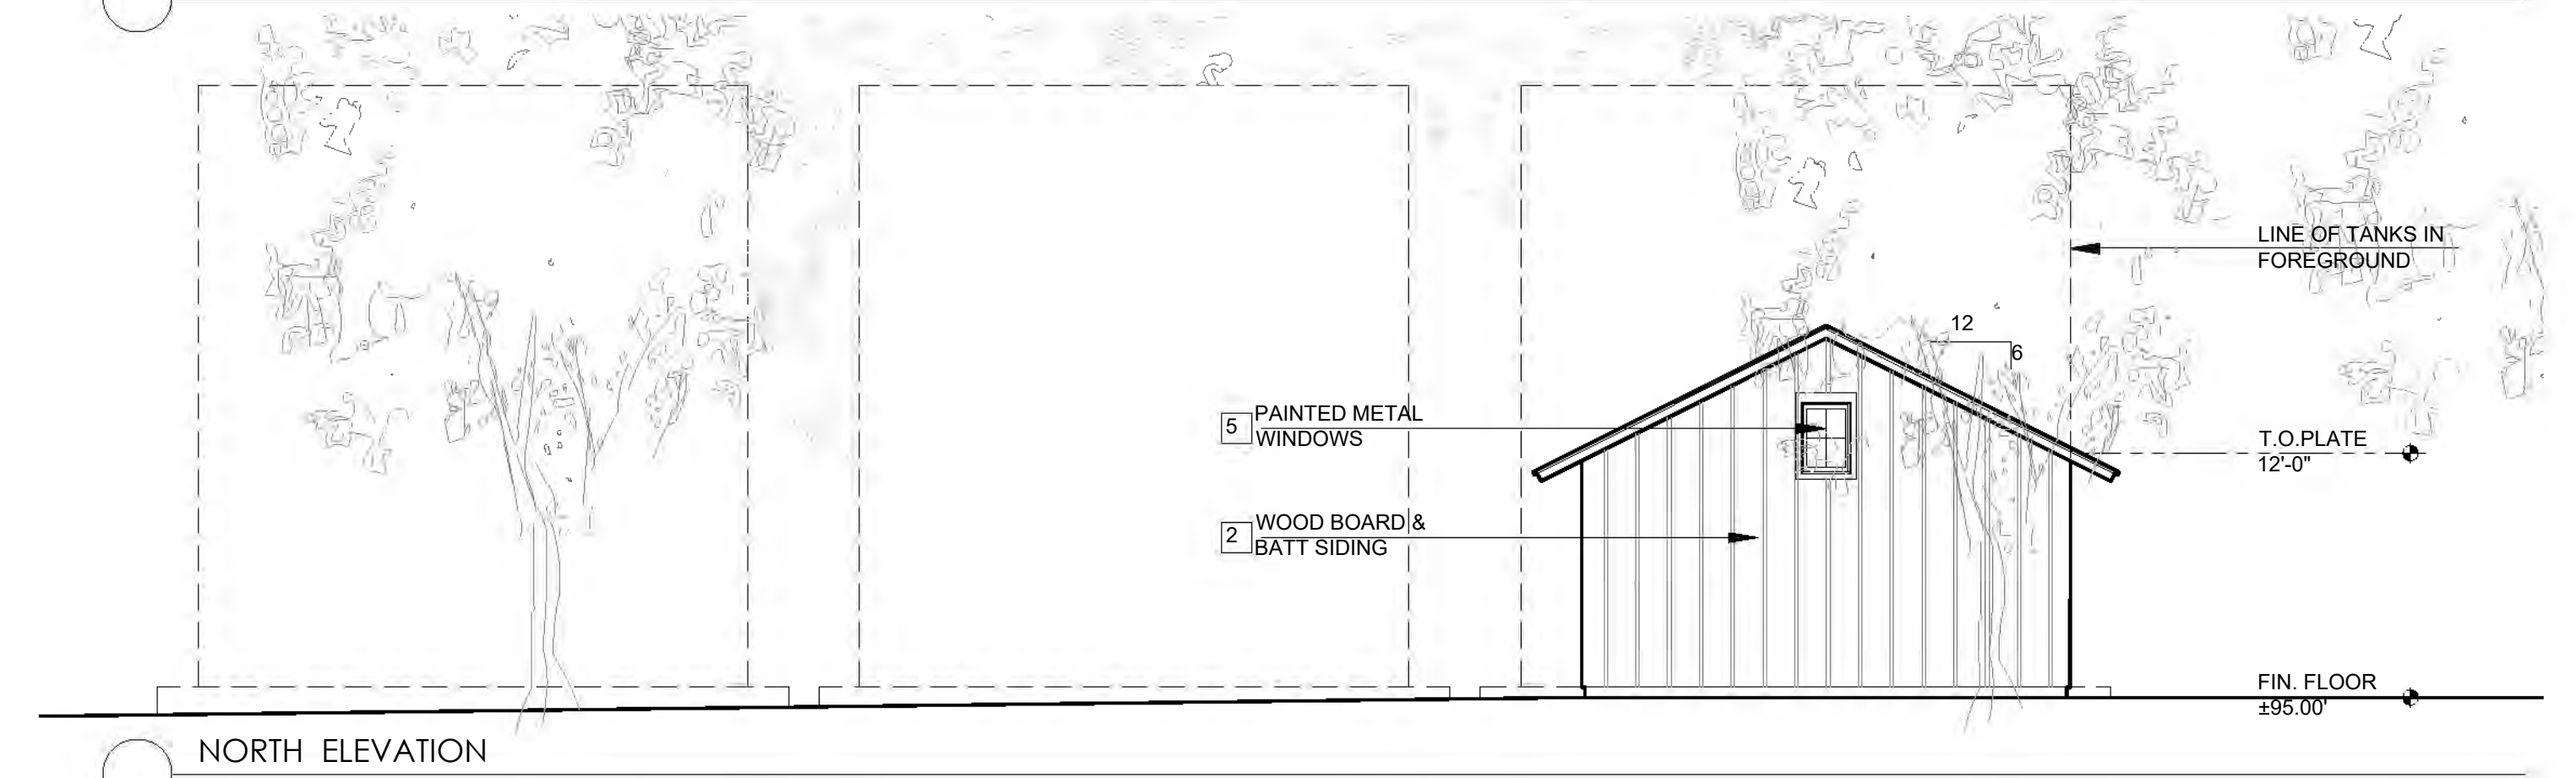 LINE OF TANKS IN
FOREGROUND
12
6
5
PAINTED METAL
WINDOWS
T.O.PLATE
12'-0"
2
WOOD BOARD &
BATT SIDING
FIN. FLOOR
±95.00'
NORTH ELEVATION